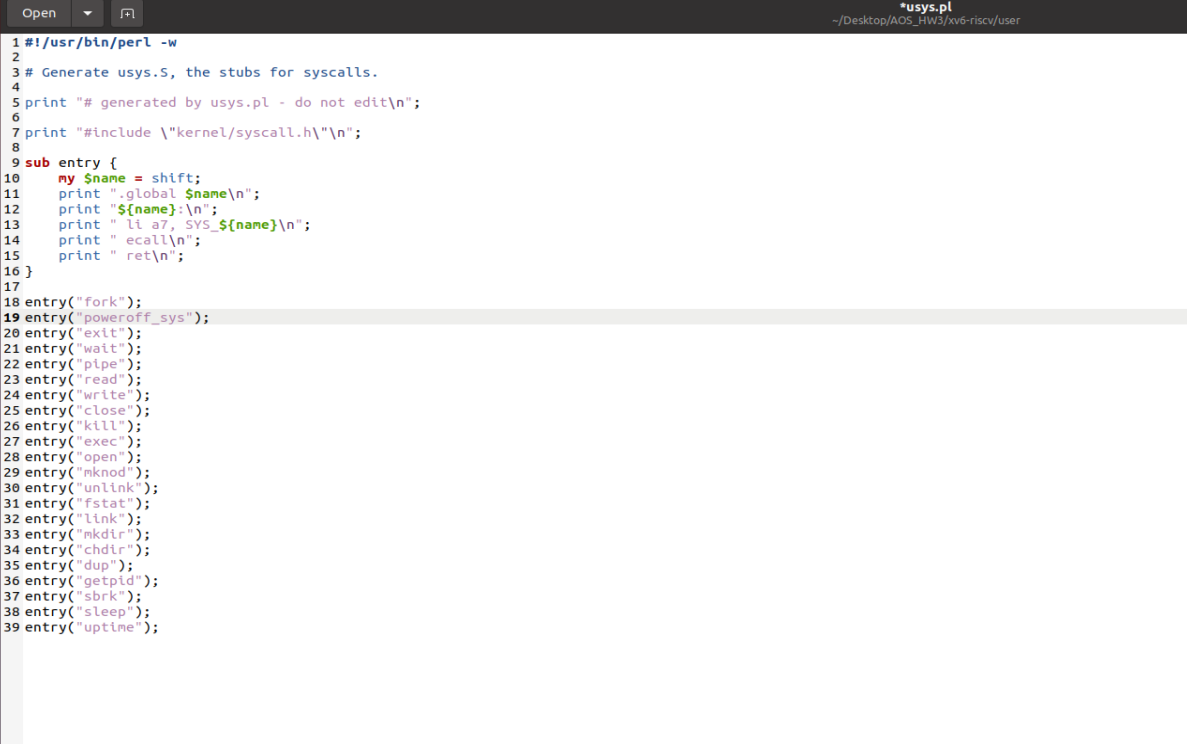 Open
*usys.pl
~/Desktop/AOS_HW3/xv6-riscv/user
1 #!/usr/bin/perl -w
2
3 # Generate usys.S, the stubs for syscalls.
4
5 print "# generated by usys.pl - do not edit\n";
6
7 print "#include \"kernel/syscall.h\"\n";
8
9 sub entry {
10     my $name = shift;
11     print ".global $name\n";
12     print "${name}:\n";
13     print " li a7, SYS_${name}\n";
14     print " ecall\n";
15     print " ret\n";
16 }
17
18 entry("fork");
19 entry("poweroff_sys");
20 entry("exit");
21 entry("wait");
22 entry("pipe");
23 entry("read");
24 entry("write");
25 entry("close");
26 entry("kill");
27 entry("exec");
28 entry("open");
29 entry("mknod");
30 entry("unlink");
31 entry("fstat");
32 entry("link");
33 entry("mkdir");
34 entry("chdir");
35 entry("dup");
36 entry("getpid");
37 entry("sbrk");
38 entry("sleep");
39 entry("uptime");